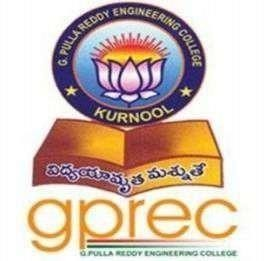 G. PULLA REDDY ENGINEERING COLLEGE
KURNOOL
విద్యయామృత మశ్నుతే
gprec
G.PULLA REDDY ENGINEERING COLLEGE